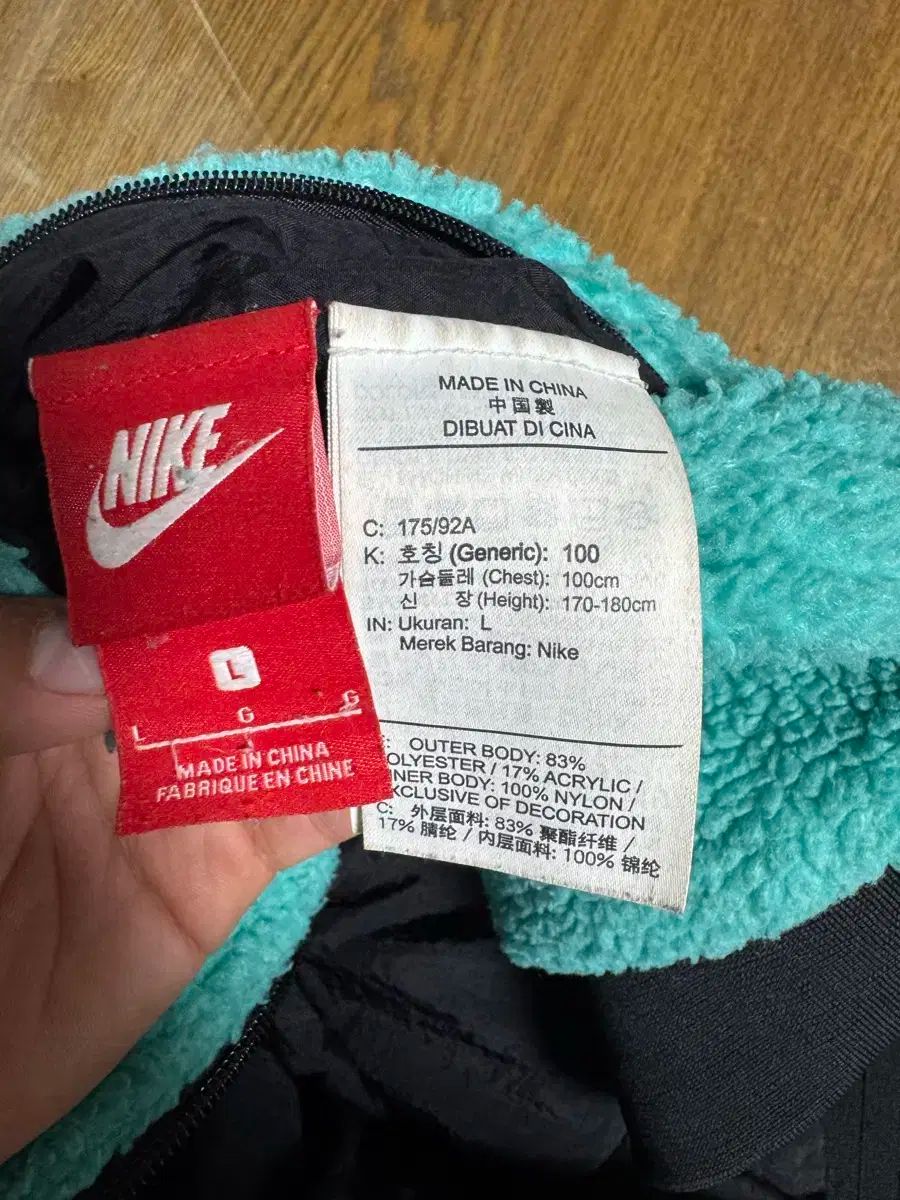 NIKE
L
L G G
MADE IN CHINA
FABRIQUE EN CHINE
MADE IN CHINA
中国製
DIBUAT DI CINA
C: 175/92A
K: 호칭 (Generic): 100
가슴둘레 (Chest): 100cm
신 장 (Height): 170-180cm
IN: Ukuran: L
Merek Barang: Nike
: OUTER BODY: 83%
OLYESTER / 17% ACRYLIC /
NER BODY: 100% NYLON /
XCLUSIVE OF DECORATION
C: 外层面料: 83% 聚酯纤维 /
17% 腈纶 / 内层面料: 100% 锦纶